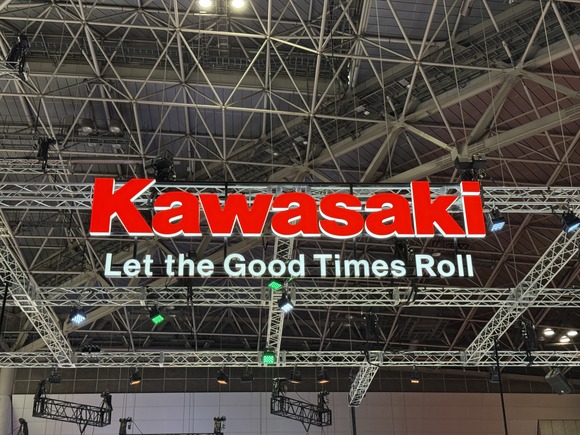 Kawasaki
Let the Good Times Roll